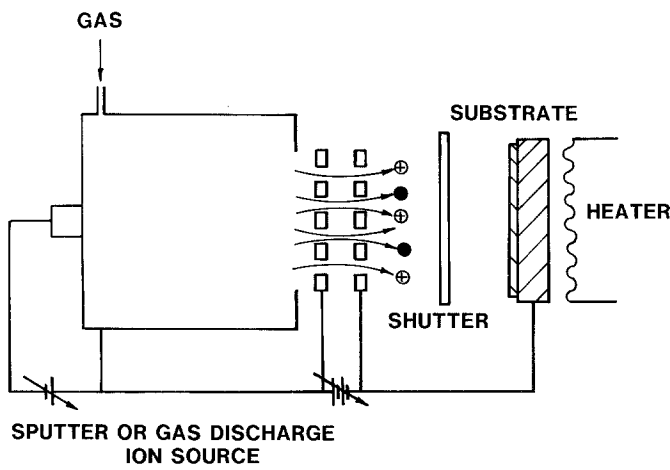 GAS
SUBSTRATE
HEATER
SHUTTER
SPUTTER OR GAS DISCHARGE
ION SOURCE